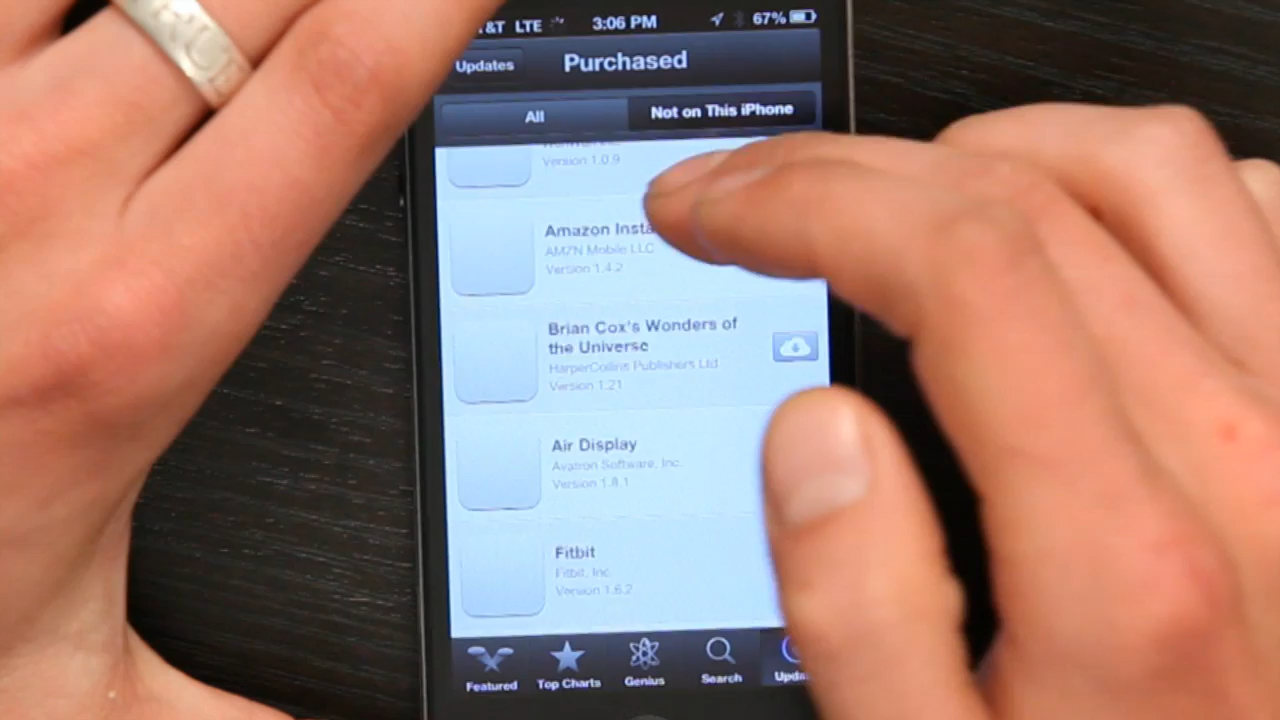 &T LTE 3:06 PM 67%
Updates Purchased
All Not on This iPhone
Version 1.0.9
Amazon Insta
AMZN Mobile LLC
Version 1.4.2
Brian Cox's Wonders of
the Universe
HarperCollins Publishers Ltd
Version 1.21
Air Display
Avatron Software, Inc.
Version 1.8.1
Fitbit
Fitbit, Inc.
Version 1.6.2
Featured Top Charts Genius Search Upda